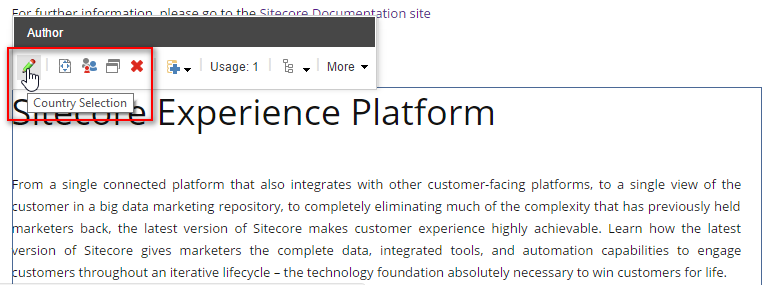 For further information, please go to the Sitecore Documentation site
Author
Usage: 1 More
Country Selection
Sitecore Experience Platform
From a single connected platform that also integrates with other customer-facing platforms, to a single view of the
customer in a big data marketing repository, to completely eliminating much of the complexity that has previously held
marketers back, the latest version of Sitecore makes customer experience highly achievable. Learn how the latest
version of Sitecore gives marketers the complete data, integrated tools, and automation capabilities to engage
customers throughout an iterative lifecycle – the technology foundation absolutely necessary to win customers for life.